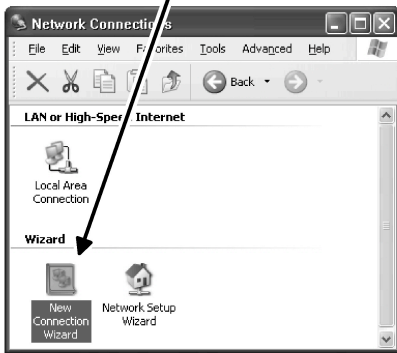 Network Connections
File Edit View Favorites Tools Advanced Help
Back
LAN or High-Speed Internet
Local Area
Connection
Wizard
New
Connection
Wizard
Network Setup
Wizard